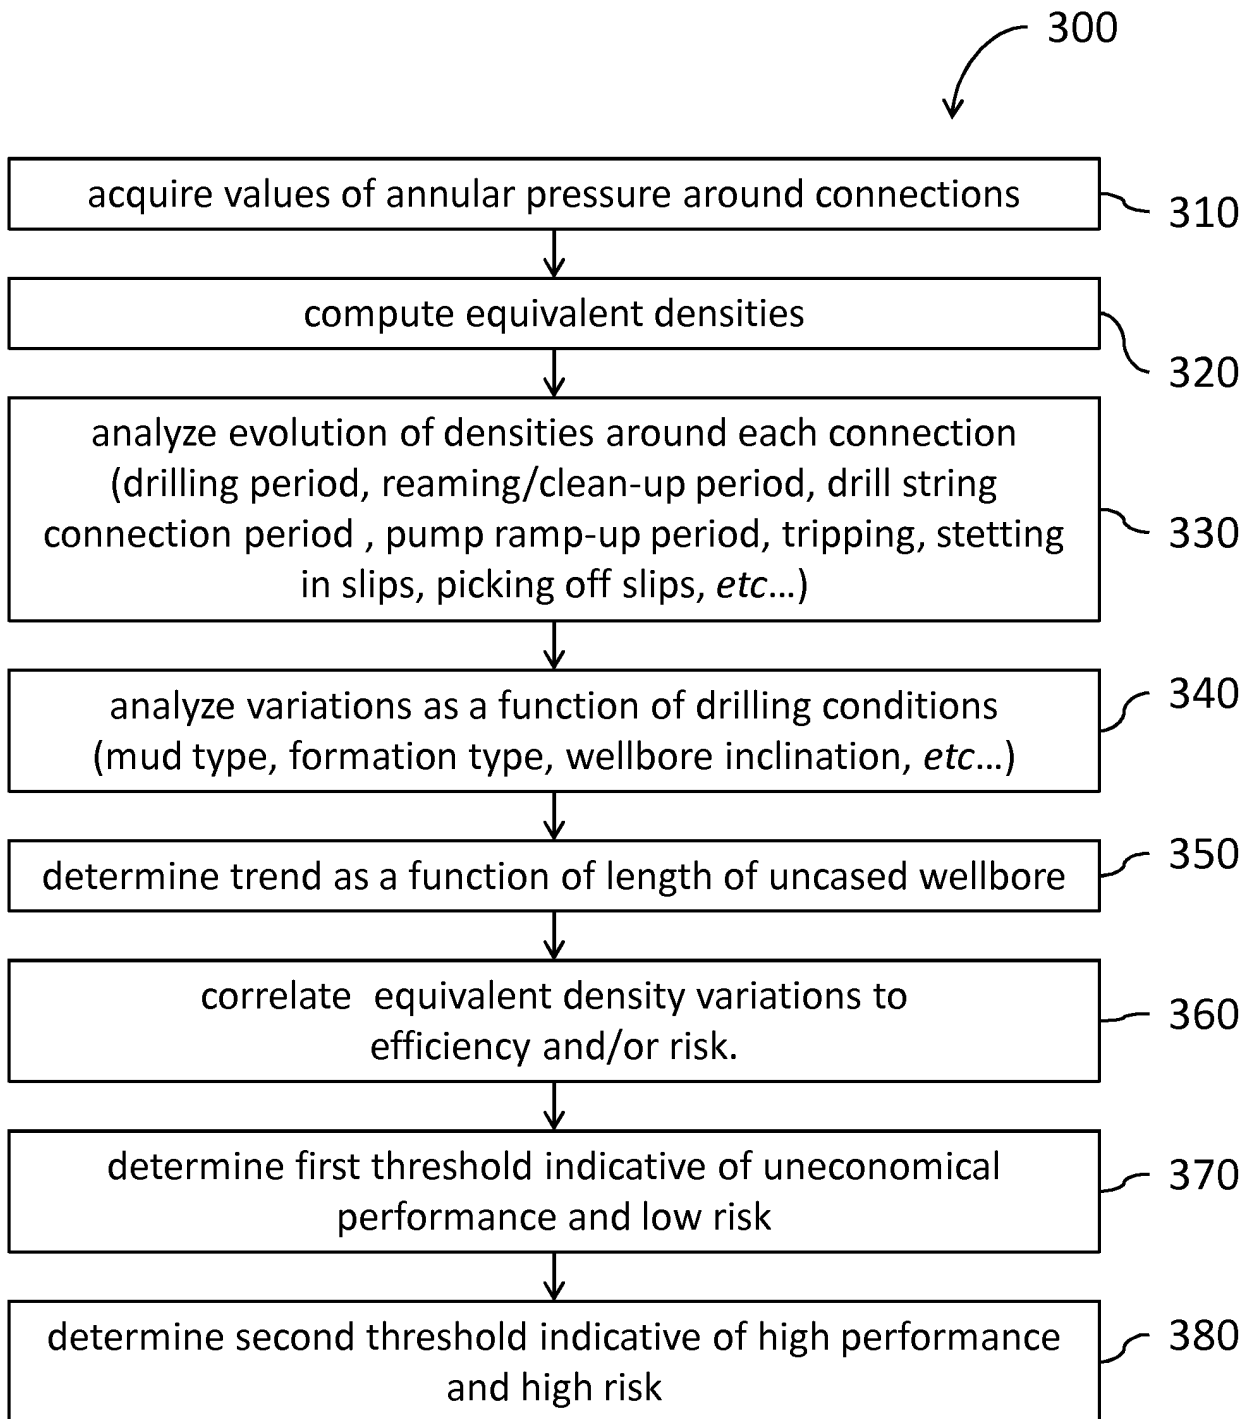 300
acquire values of annular pressure around connections
310
compute equivalent densities
320
analyze evolution of densities around each connection
(drilling period, reaming/clean-up period, drill string
connection period , pump ramp-up period, tripping, stetting
in slips, picking off slips, etc...)
330
analyze variations as a function of drilling conditions
(mud type, formation type, wellbore inclination, etc...)
340
determine trend as a function of length of uncased wellbore
350
correlate  equivalent density variations to
efficiency and/or risk.
360
determine first threshold indicative of uneconomical
performance and low risk
370
determine second threshold indicative of high performance
and high risk
380